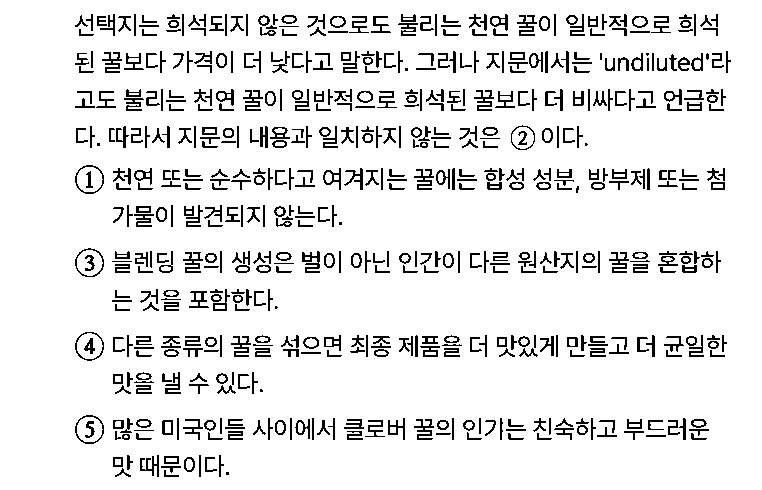 선택지는 희석되지 않은 것으로도 불리는 천연 꿀이 일반적으로 희석
된 꿀보다 가격이 더 낮다고 말한다. 그러나 지문에서는 'undiluted'라
고도 불리는 천연 꿀이 일반적으로 희석된 꿀보다 더 비싸다고 언급한
다. 따라서 지문의 내용과 일치하지 않는 것은 ②이다.
① 천연 또는 순수하다고 여겨지는 꿀에는 합성 성분, 방부제 또는 첨
가물이 발견되지 않는다.
③ 블렌딩 꿀의 생성은 벌이 아닌 인간이 다른 원산지의 꿀을 혼합하
는 것을 포함한다.
④ 다른 종류의 꿀을 섞으면 최종 제품을 더 맛있게 만들고 더 균일한
맛을 낼 수 있다.
⑤ 많은 미국인들 사이에서 클로버 꿀의 인기는 친숙하고 부드러운
맛 때문이다.